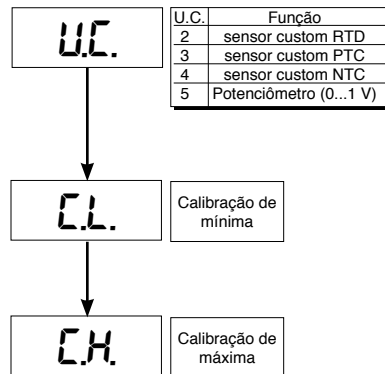 U.C.
U.C. Função
2 sensor custom RTD
3 sensor custom PTC
4 sensor custom NTC
5 Potenciômetro (0...1 V)
C.L.
Calibração de
mínima
C.H.
Calibração de
máxima